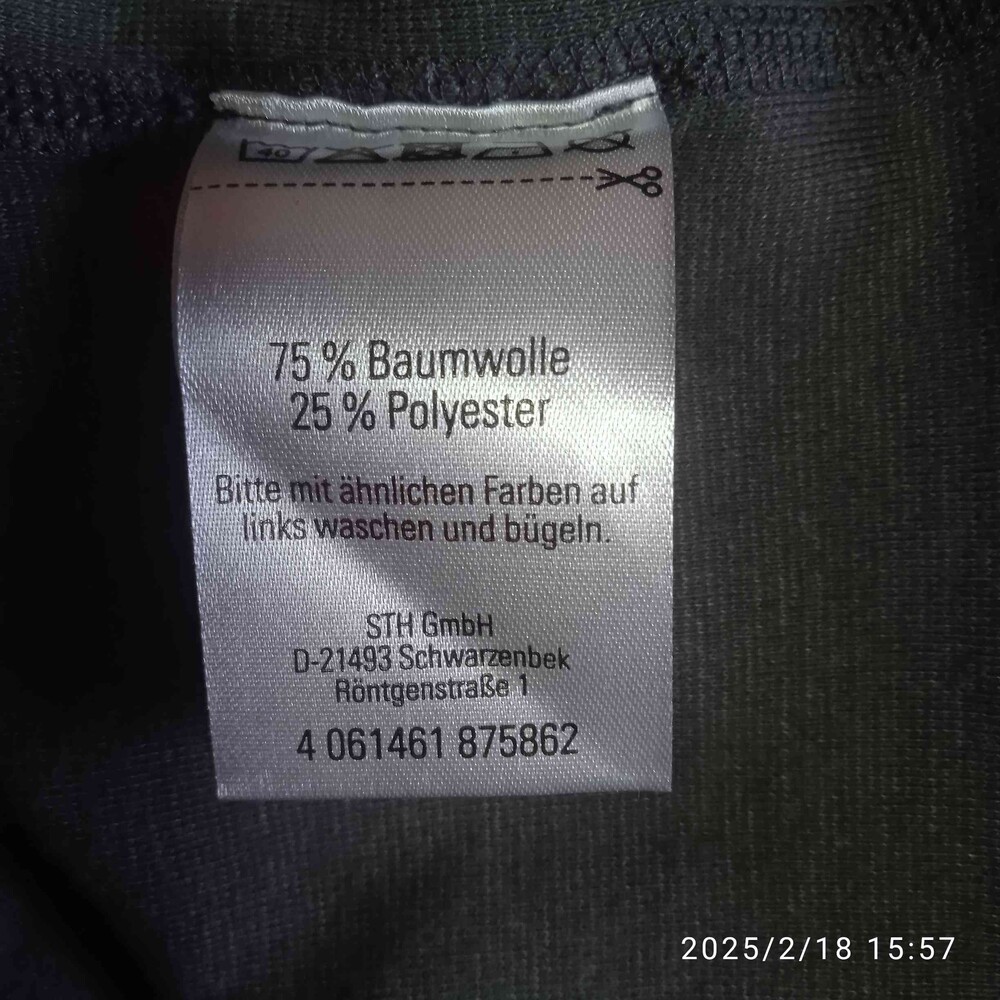 40
75 % Baumwolle
25 % Polyester
Bitte mit ähnlichen Farben auf
links waschen und bügeln.
STH GmbH
D-21493 Schwarzenbek
Röntgenstraße 1
4 061461 875862
2025/2/18 15:57